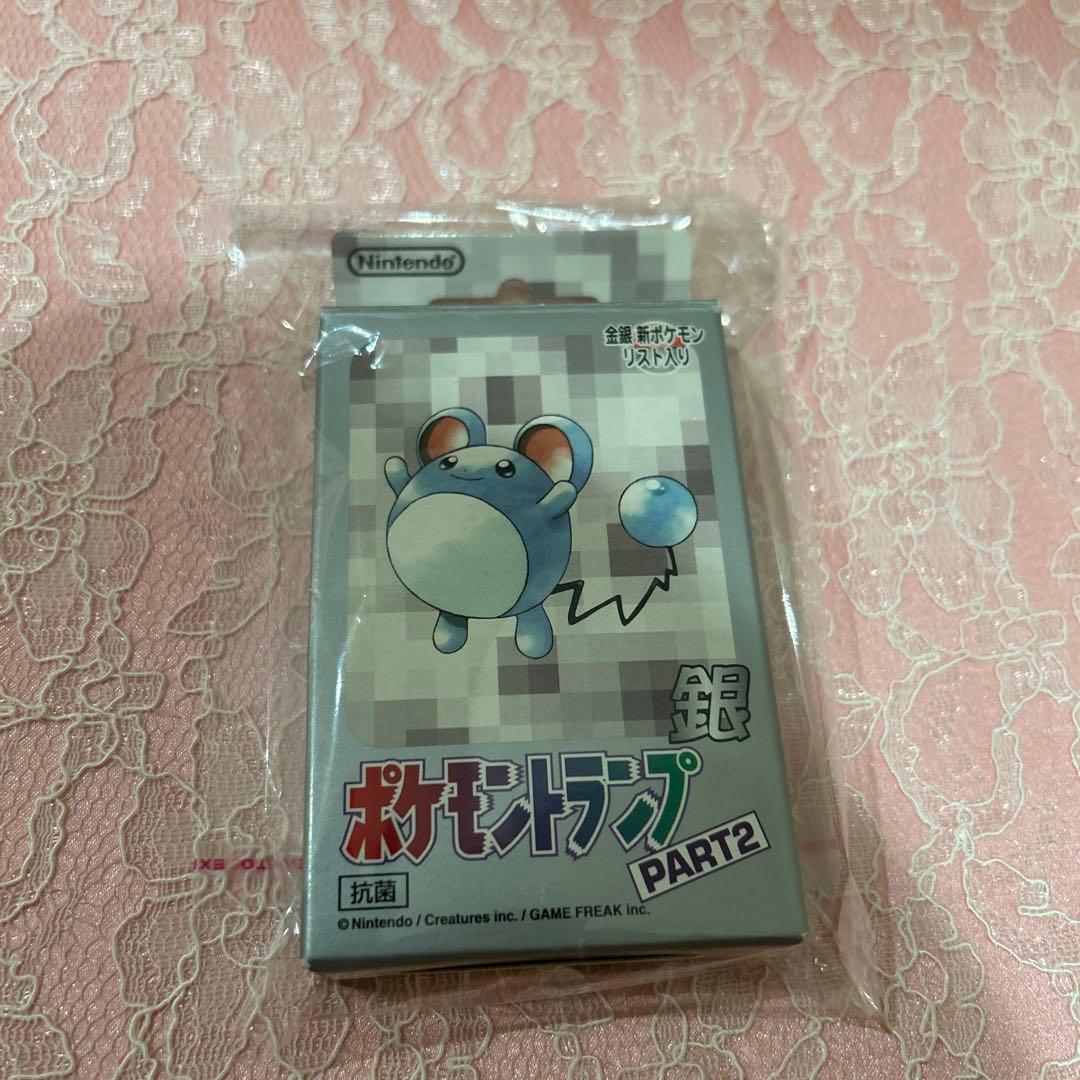 Nintendo
金銀 新ポケモン
リスト入り
銀
ポケモントランプ
PART2
抗菌
©Nintendo / Creatures inc. / GAME FREAK inc.